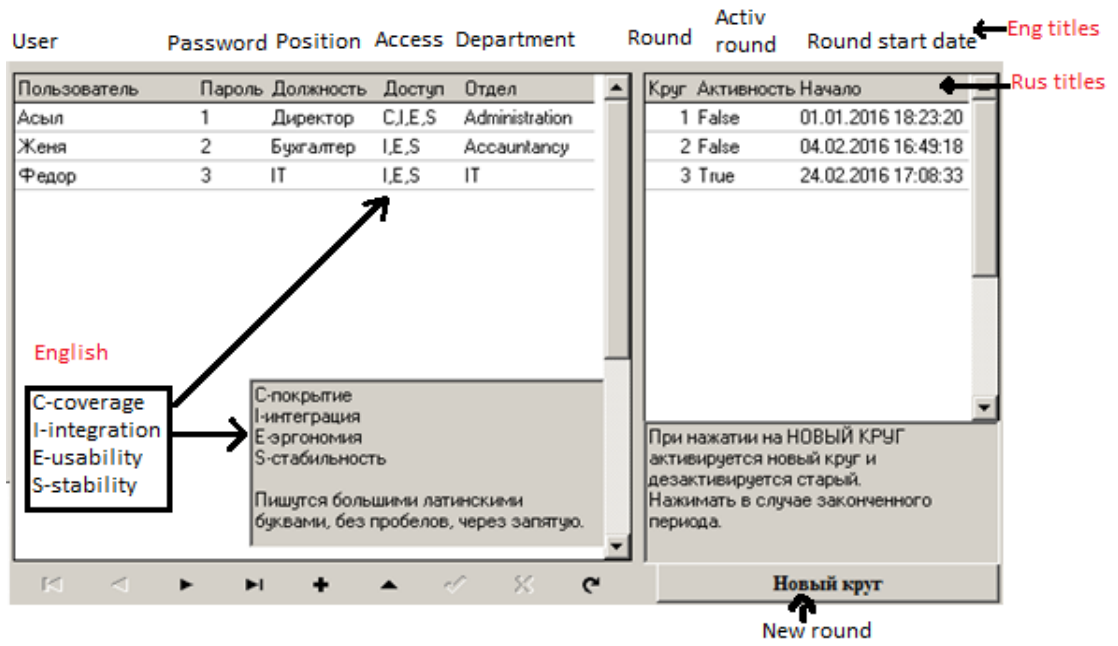 User Password Position Access Department Round Activ round Round start date Eng titles
Пользователь Пароль Должность Доступ Отдел Круг Активность Начало Rus titles
Асыл 1 Директор C,I,E,S Administration 1 False 01.01.2016 18:23:20
Женя 2 Бухгалтер I,E,S Accauntancy 2 False 04.02.2016 16:49:18
Федор 3 IT I,E,S IT 3 True 24.02.2016 17:08:33
English
C-coverage
I-integration
E-usability
S-stability
C-покрытие
I-интеграция
E-эргономия
S-стабильность
Пишутся большими латинскими
буквами, без пробелов, через запятую.
При нажатии на НОВЫЙ КРУГ
активируется новый круг и
дезактивируется старый.
Нажимать в случае законченного
периода.
Новый круг
New round